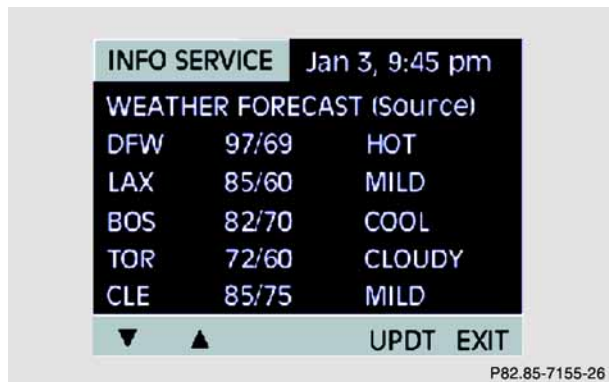 INFO SERVICE Jan 3, 9:45 pm
WEATHER FORECAST (Source)
DFW 97/69 HOT
LAX 85/60 MILD
BOS 82/70 COOL
TOR 72/60 CLOUDY
CLE 85/75 MILD
▼ ▲ UPDT EXIT
P82.85-7155-26